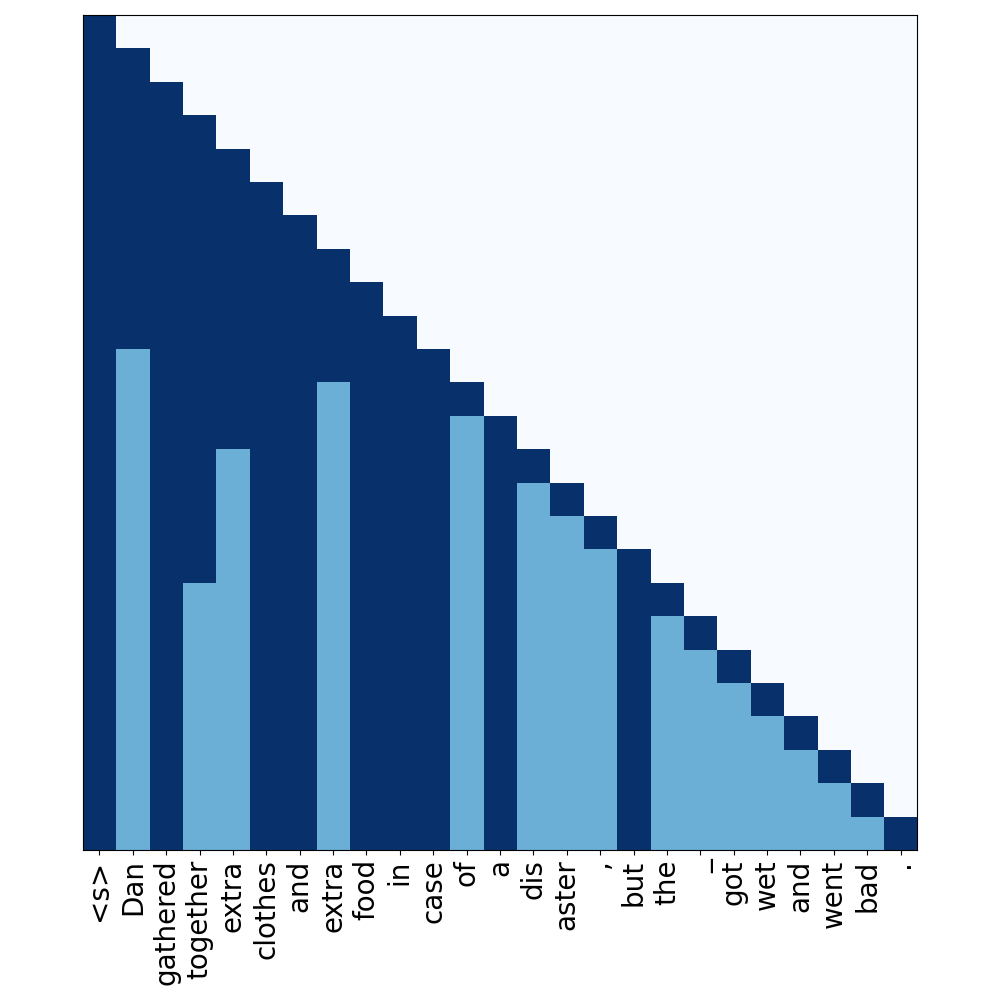 <s>
Dan
gathered
together
extra
clothes
and
extra
food
in
case
of
a
dis
aster
,
but
the
_
got
wet
and
went
bad
.